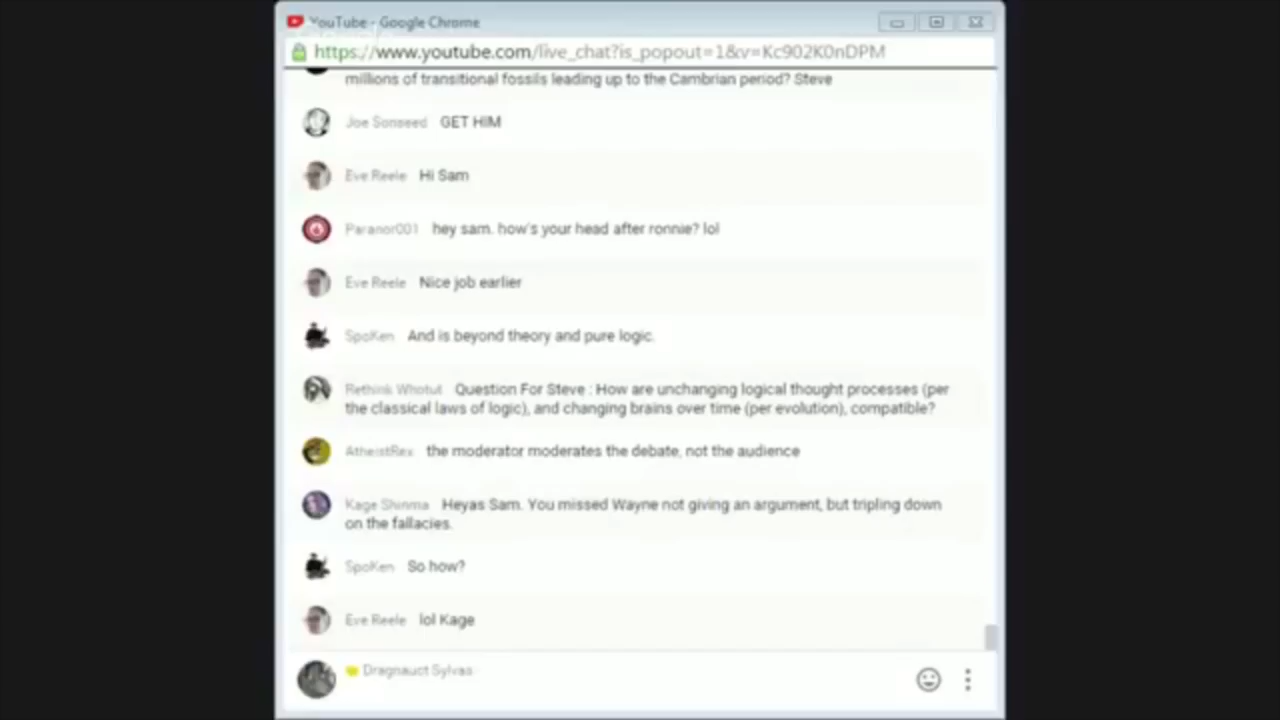 YouTube - Google Chrome
https://www.youtube.com/live_chat?is_popout=1&v=Kc902K0nDPM
millions of transitional fossils leading up to the Cambrian period? Steve
Joe Sonseed GET HIM
Eve Reele Hi Sam
Paranor001 hey sam. how's your head after ronnie? lol
Eve Reele Nice job earlier
SpoKen And is beyond theory and pure logic.
Rethink Whotut Question For Steve : How are unchanging logical thought processes (per
the classical laws of logic), and changing brains over time (per evolution), compatible?
AtheistRex the moderator moderates the debate, not the audience
Kage Shinma Heyas Sam. You missed Wayne not giving an argument, but tripling down
on the fallacies.
SpoKen So how?
Eve Reele lol Kage
Dragnauct Sylvas